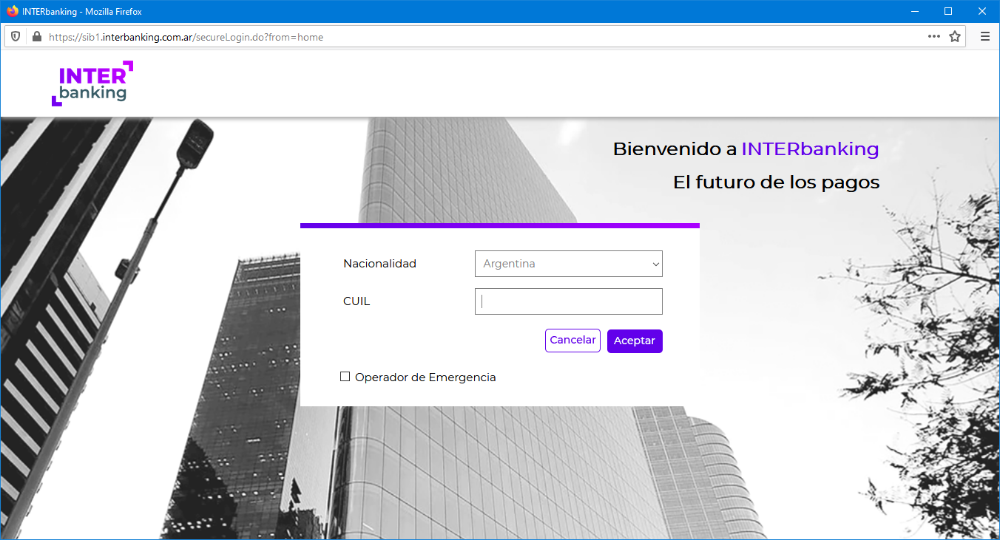 INTERbanking - Mozilla Firefox
https://sib1.interbanking.com.ar/secureLogin.do?from=home
INTER
banking
Bienvenido a INTERbanking
El futuro de los pagos
Nacionalidad Argentina
CUIL
Cancelar Aceptar
Operador de Emergencia